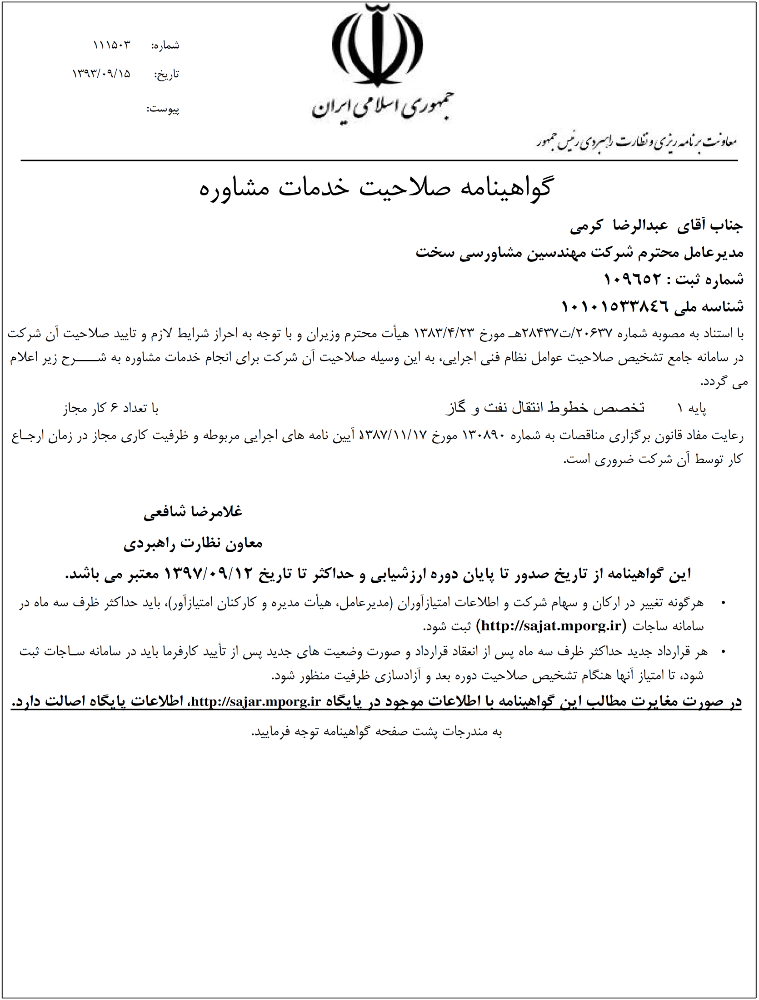 جمهوری اسلامی ایران
شماره: ۱۱۱۵۰۳
تاریخ: ۱۳۹۳/۰۹/۱۵
پیوست:
معاونت برنامه ریزی و نظارت راهبردی رئیس جمهور
گواهینامه صلاحیت خدمات مشاوره
جناب آقای عبدالرضا کرمی
مدیرعامل محترم شرکت مهندسین مشاورسی سخت
شماره ثبت : ۱۰۹٦٥۲
شناسه ملی ۱۰۱۰۱٥۳۳۸٤٦
با استناد به مصوبه شماره ۲۰۶۳۷/ت۲۸۴۳۷هـ مورخ ۱۳۸۳/۴/۲۳ هیأت محترم وزیران و با توجه به احراز شرایط لازم و تایید صلاحیت آن شرکت
در سامانه جامع تشخیص صلاحیت عوامل نظام فنی اجرایی، به این وسیله صلاحیت آن شرکت برای انجام خدمات مشاوره به شـــــرح زیر اعلام
می گردد.
پایه ۱ تخصص خطوط انتقال نفت و گاز با تعداد ۶ کار مجاز
رعایت مفاد قانون برگزاری مناقصات به شماره ۱۳۰۸۹۰ مورخ ۱۳۸۷/۱۱/۱۷، آیین نامه های اجرایی مربوطه و ظرفیت کاری مجاز در زمان ارجـاع
کار توسط آن شرکت ضروری است.
غلامرضا شافعی
معاون نظارت راهبردی
این گواهینامه از تاریخ صدور تا پایان دوره ارزشیابی و حداکثر تا تاریخ ۱۳۹۷/۰۹/۱۲ معتبر می باشد.
• هرگونه تغییر در ارکان و سهام شرکت و اطلاعات امتیازآوران (مدیرعامل، هیأت مدیره و کارکنان امتیازآور)، باید حداکثر ظرف سه ماه در
سامانه ساجات (http://sajat.mporg.ir) ثبت شود.
• هر قرارداد جدید حداکثر ظرف سه ماه پس از انعقاد قرارداد و صورت وضعیت های جدید پس از تأیید کارفرما باید در سامانه سـاجات ثبت
شود، تا امتیاز آنها هنگام تشخیص صلاحیت دوره بعد و آزادسازی ظرفیت منظور شود.
در صورت مغایرت مطالب این گواهینامه با اطلاعات موجود در پایگاه http://sajar.mporg.ir، اطلاعات پایگاه اصالت دارد.
به مندرجات پشت صفحه گواهینامه توجه فرمایید.